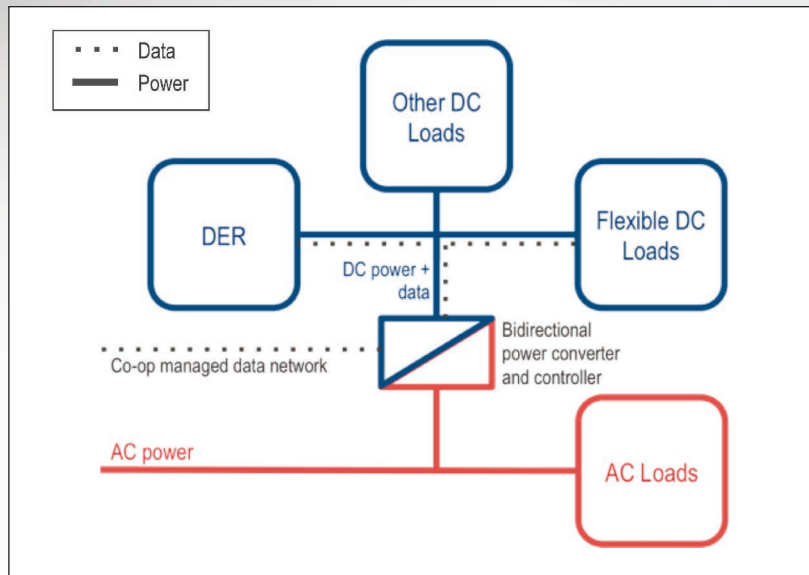 Data
Power
Other DC
Loads
DER
Flexible DC
Loads
DC power +
data
Bidirectional
power converter
and controller
Co-op managed data network
AC power
AC Loads